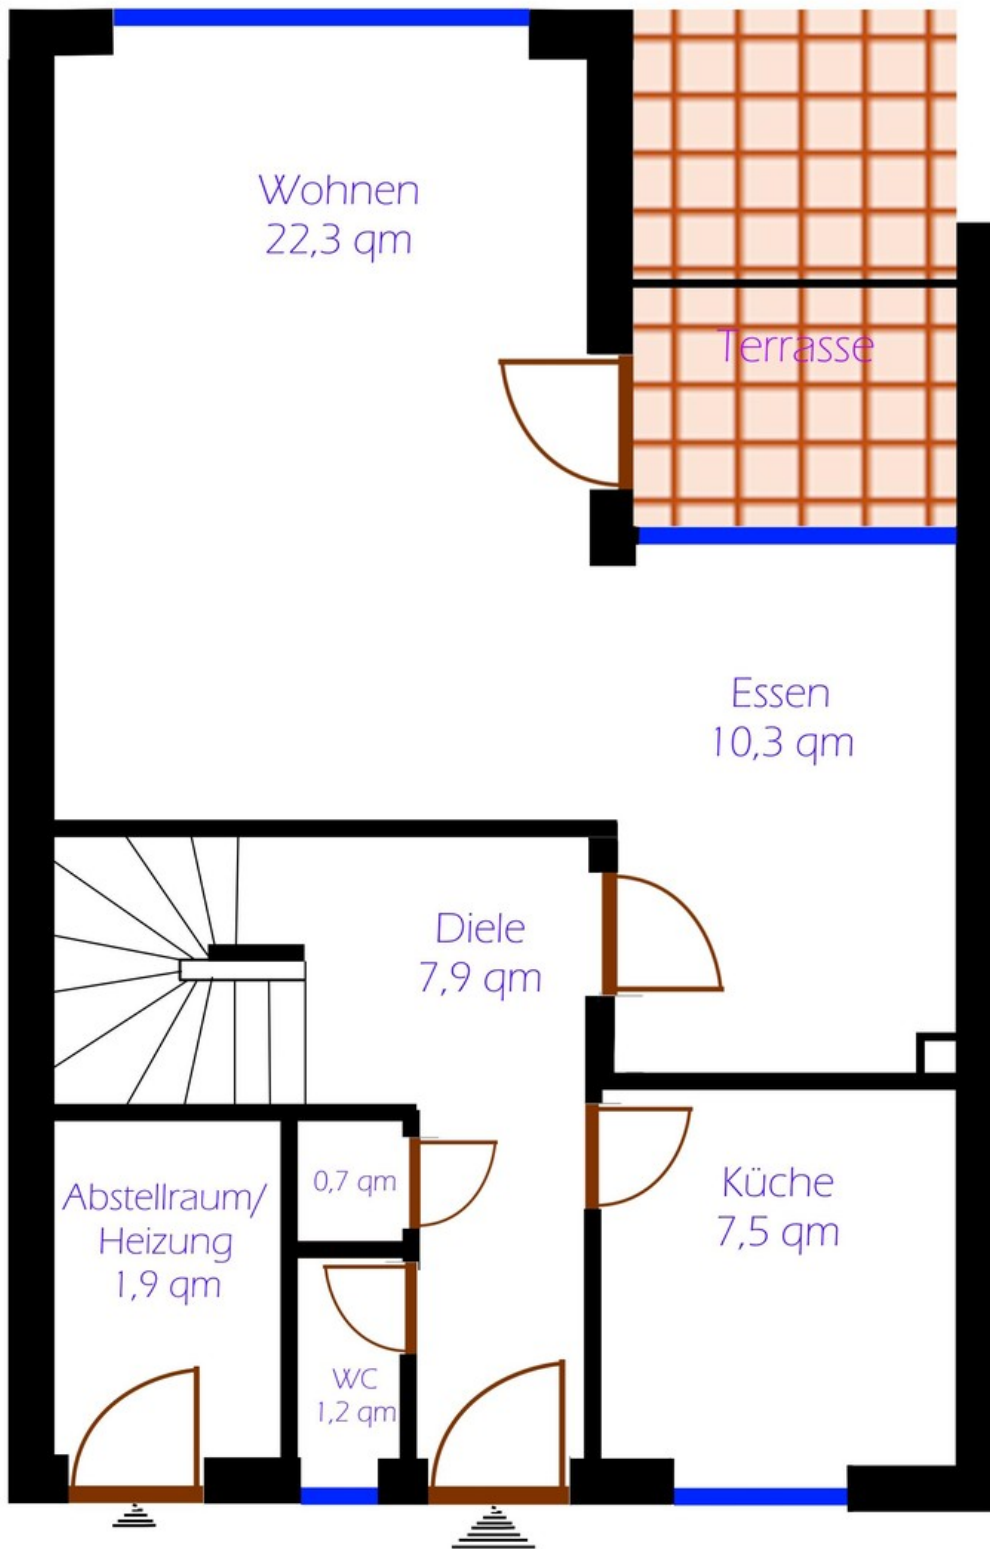 Wohnen
22,3 qm
Terrasse
Essen
10,3 qm
Diele
7,9 qm
Abstellraum/
Heizung
1,9 qm
0,7 qm
Küche
7,5 qm
WC
1,2 qm